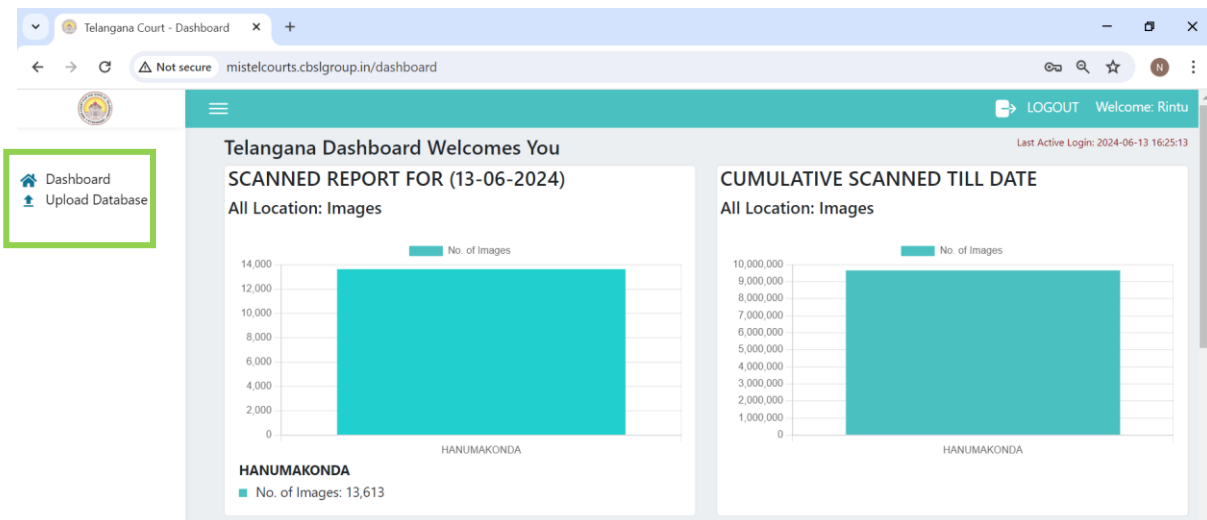 Telangana Court - Dashboard
Not secure mistelcourts.cbslgroup.in/dashboard
N
LOGOUT Welcome: Rintu
Telangana Dashboard Welcomes You
Last Active Login: 2024-06-13 16:25:13
Dashboard
Upload Database
SCANNED REPORT FOR (13-06-2024)
All Location: Images
No. of Images
14,000
12,000
10,000
8,000
6,000
4,000
2,000
0
HANUMAKONDA
HANUMAKONDA
No. of Images: 13,613
CUMULATIVE SCANNED TILL DATE
All Location: Images
No. of Images
10,000,000
9,000,000
8,000,000
7,000,000
6,000,000
5,000,000
4,000,000
3,000,000
2,000,000
1,000,000
0
HANUMAKONDA